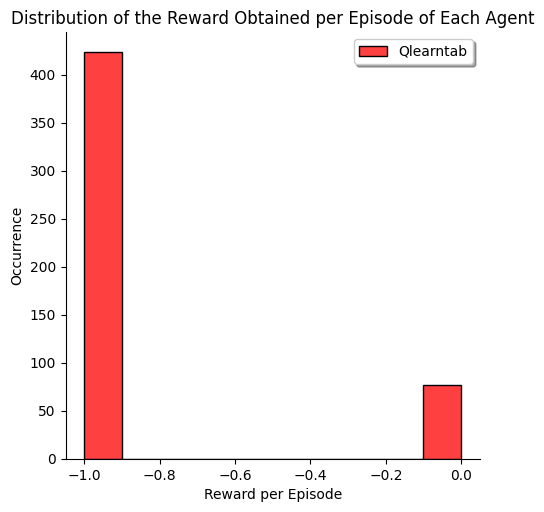 Distribution of the Reward Obtained per Episode of Each Agent
Qlearntab
400
350
300
250
200
150
100
50
0
Occurrence
−1.0 −0.8 −0.6 −0.4 −0.2 0.0
Reward per Episode